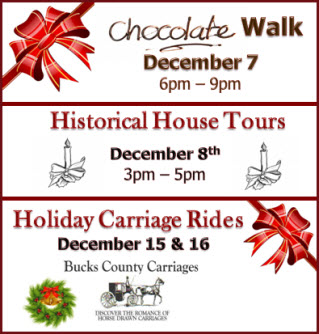 chocolate Walk
December 7
6pm – 9pm
Historical House Tours
December 8th
3pm – 5pm
Holiday Carriage Rides
December 15 & 16
Bucks County Carriages
DISCOVER THE ROMANCE OF
HORSE DRAWN CARRIAGES